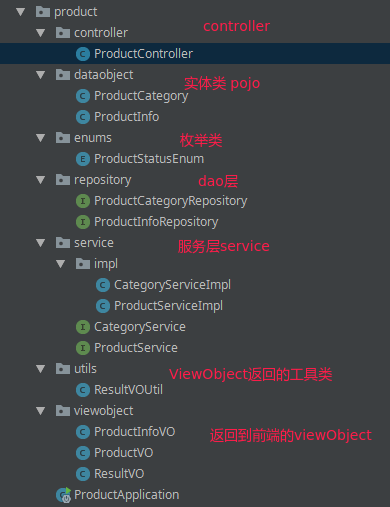 product
controller controller
ProductController
dataobject 实体类 pojo
ProductCategory
ProductInfo
enums 枚举类
ProductStatusEnum
repository dao层
ProductCategoryRepository
ProductInfoRepository
service 服务层service
impl
CategoryServiceImpl
ProductServiceImpl
CategoryService
ProductService
utils ViewObject返回的工具类
ResultVOUtil
viewobject
ProductInfoVO 返回到前端的viewObject
ProductVO
ResultVO
ProductApplication